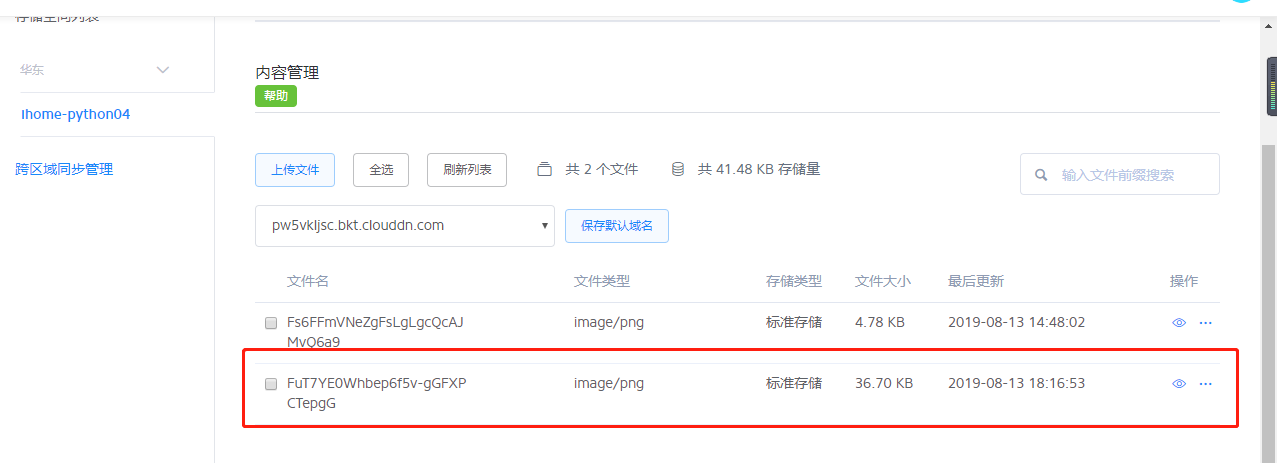 存储空间列表
华东
Ihome-python04
跨区域同步管理
内容管理
帮助
上传文件 全选 刷新列表 共 2 个文件 共 41.48 KB 存储量 输入文件前缀搜索
pw5vkljsc.bkt.clouddn.com 保存默认域名
文件名 文件类型 存储类型 文件大小 最后更新 操作
Fs6FFmVNeZgFsLgLgcQcAJ image/png 标准存储 4.78 KB 2019-08-13 14:48:02
MvQ6a9
FuT7YE0Whbep6f5v-gGFXP image/png 标准存储 36.70 KB 2019-08-13 18:16:53
CTepgG